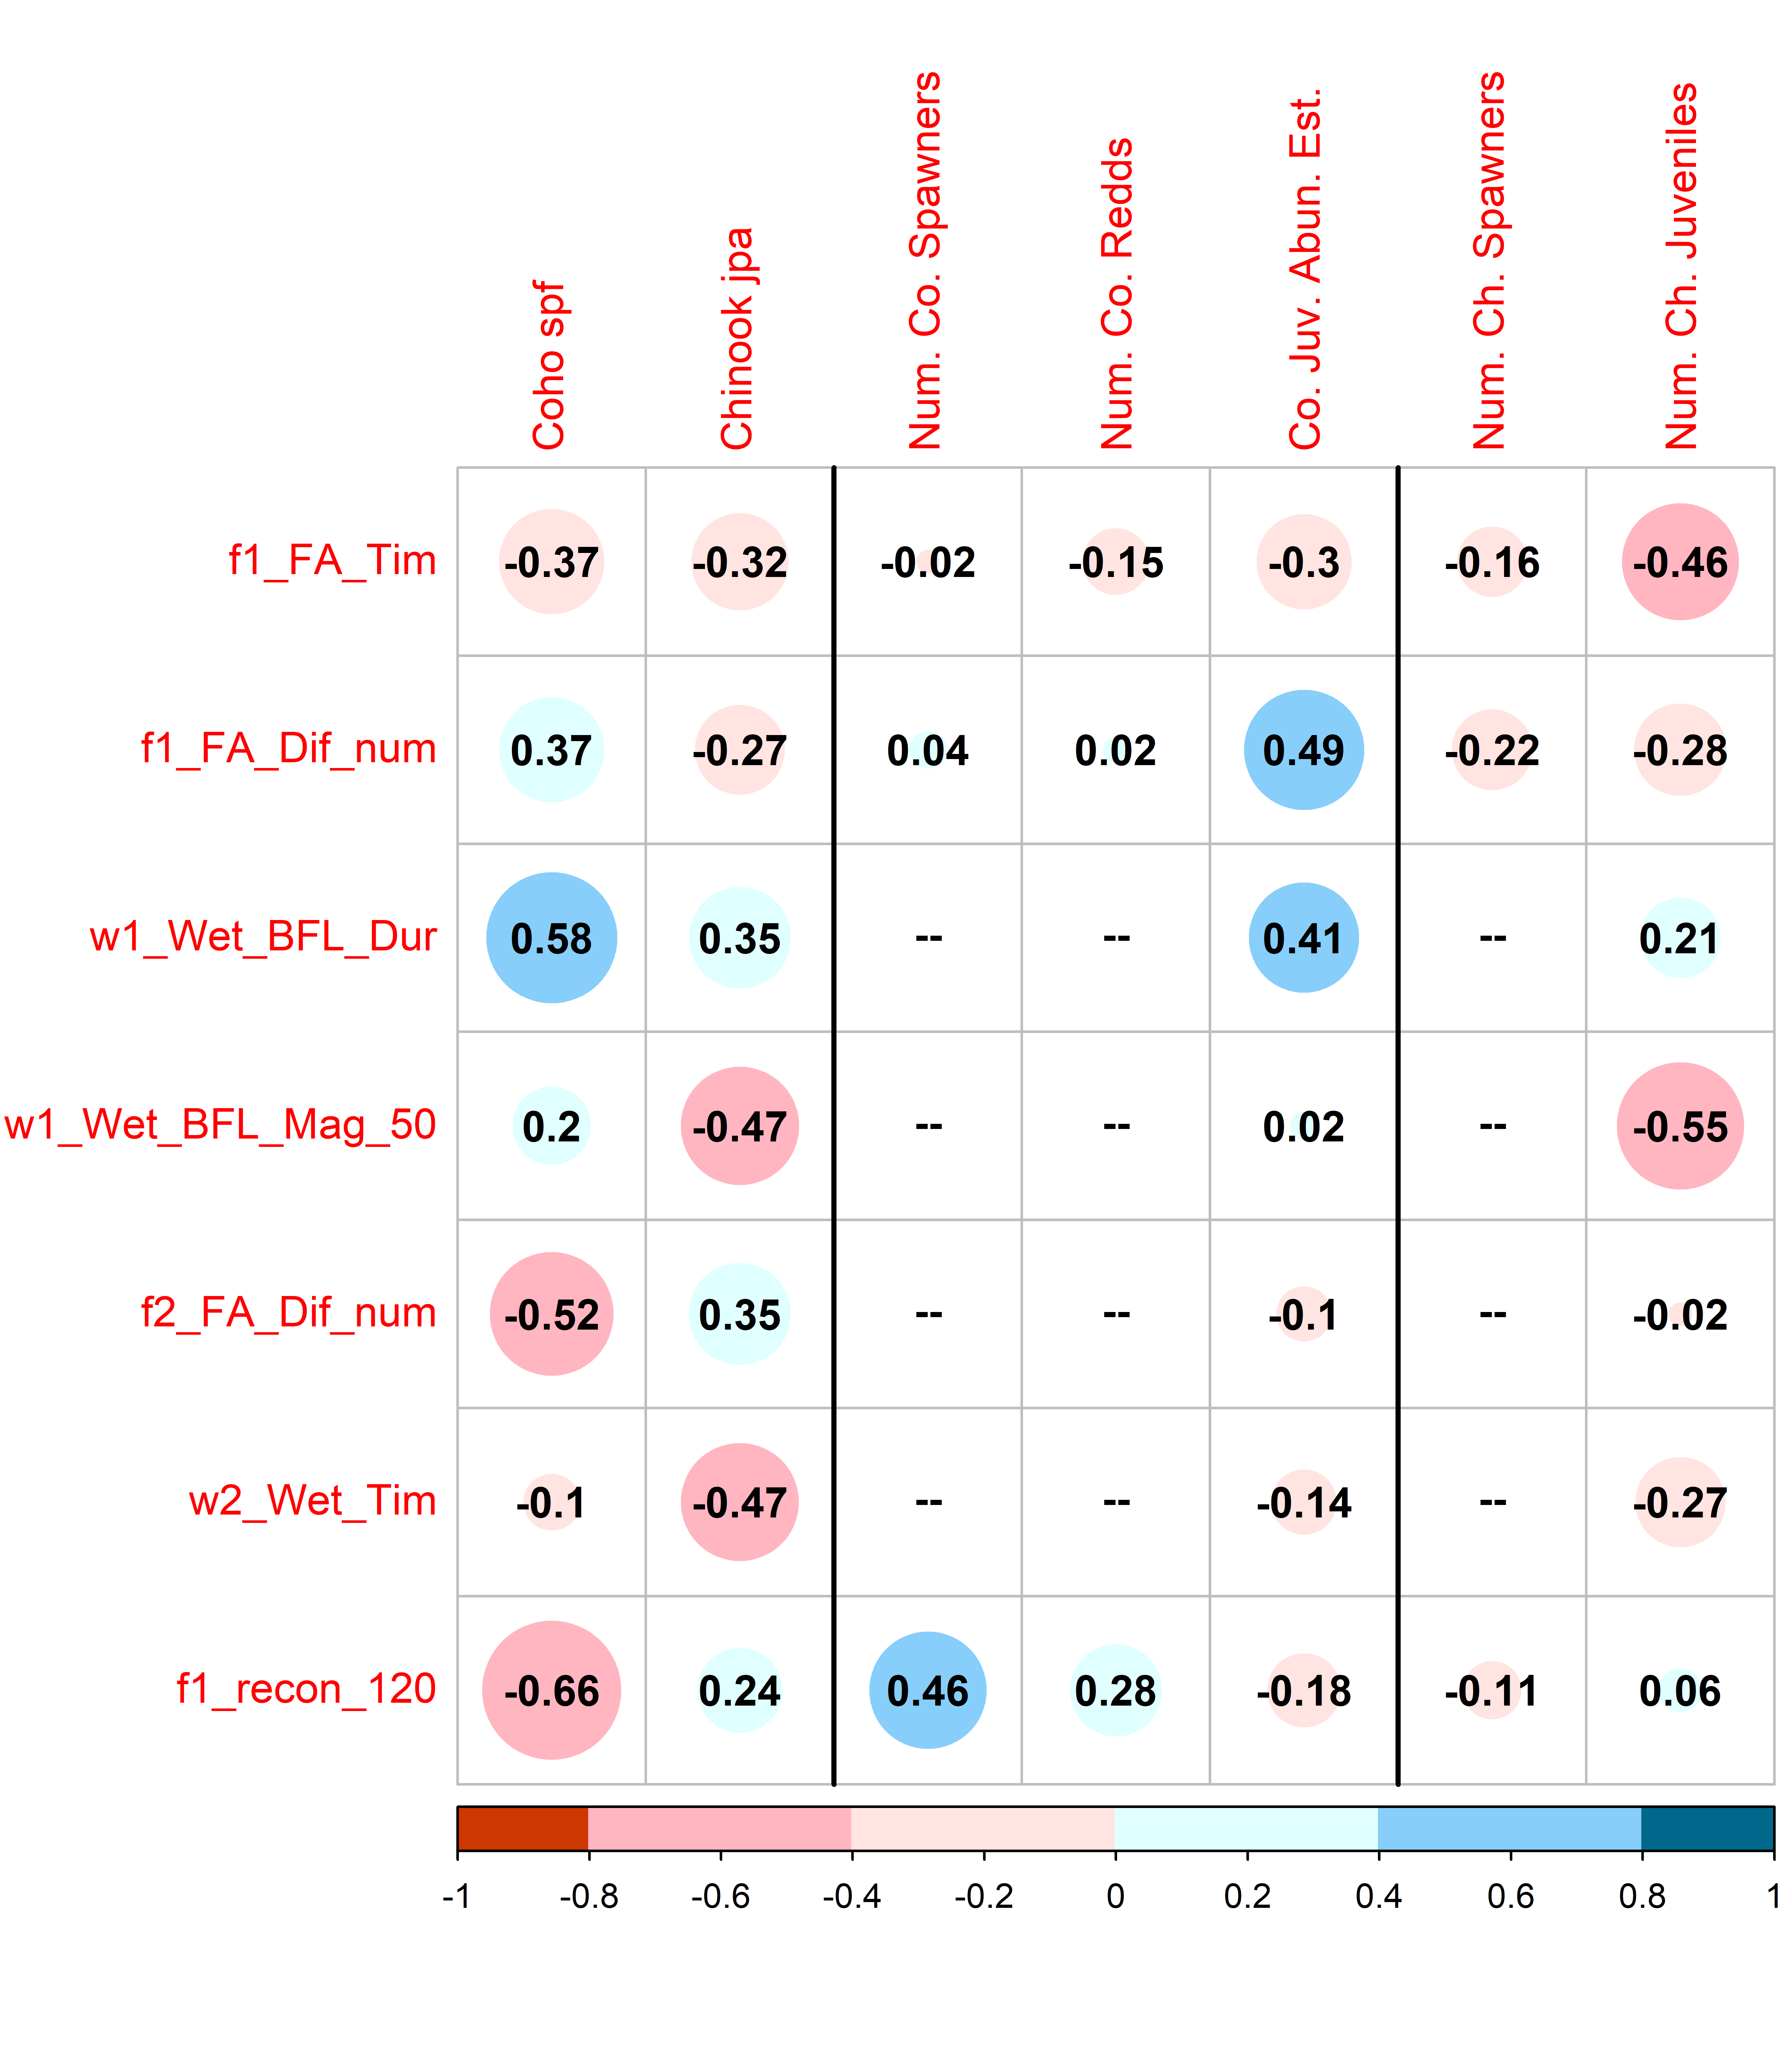 Coho spf
Chinook jpa
Num. Co. Spawners
Num. Co. Redds
Co. Juv. Abun. Est.
Num. Ch. Spawners
Num. Ch. Juveniles
f1_FA_Tim -0.37 -0.32 -0.02 -0.15 -0.3 -0.16 -0.46
f1_FA_Dif_num 0.37 -0.27 0.04 0.02 0.49 -0.22 -0.28
w1_Wet_BFL_Dur 0.58 0.35 -- -- 0.41 -- 0.21
w1_Wet_BFL_Mag_50 0.2 -0.47 -- -- 0.02 -- -0.55
f2_FA_Dif_num -0.52 0.35 -- -- -0.1 -- -0.02
w2_Wet_Tim -0.1 -0.47 -- -- -0.14 -- -0.27
f1_recon_120 -0.66 0.24 0.46 0.28 -0.18 -0.11 0.06
-1 -0.8 -0.6 -0.4 -0.2 0 0.2 0.4 0.6 0.8 1